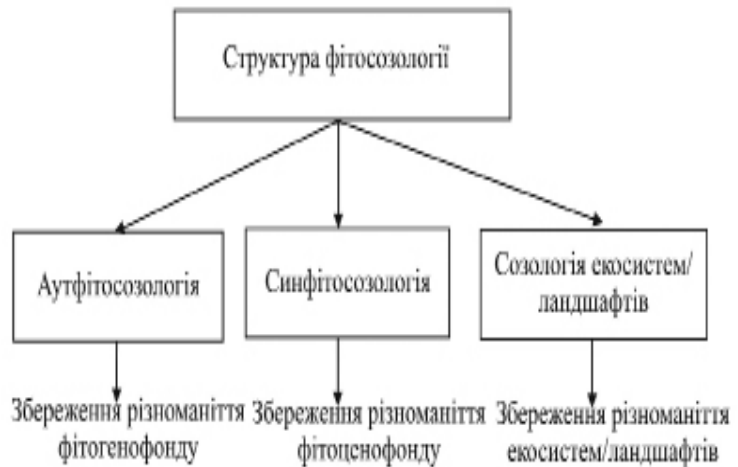 Структура фітосозології
Аутфітосозологія
Синфітосозологія
Созологія екосистем/
ландшафтів
Збереження різноманіття
фітогенофонду
Збереження різноманіття
фітоценофонду
Збереження різноманіття
екосистем/ландшафтів